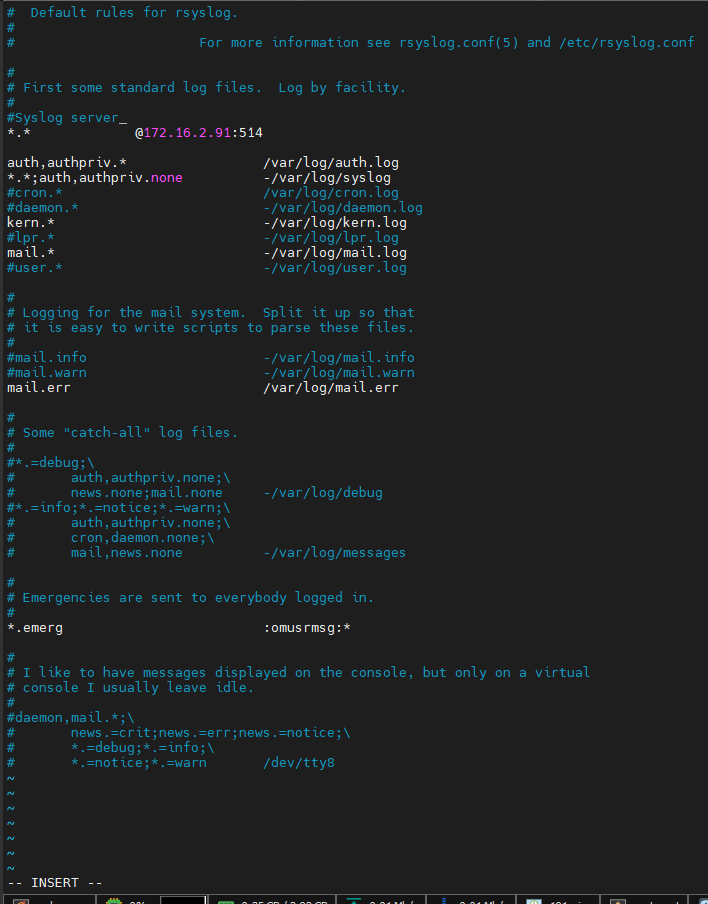 #  Default rules for rsyslog.
#
#                       For more information see rsyslog.conf(5) and /etc/rsyslog.conf
#
# First some standard log files.  Log by facility.
#
#Syslog server_
*.*             @172.16.2.91:514
auth,authpriv.*                 /var/log/auth.log
*.*;auth,authpriv.none          -/var/log/syslog
#cron.*                         /var/log/cron.log
#daemon.*                       -/var/log/daemon.log
kern.*                          -/var/log/kern.log
#lpr.*                          -/var/log/lpr.log
mail.*                          -/var/log/mail.log
#user.*                         -/var/log/user.log
#
# Logging for the mail system.  Split it up so that
# it is easy to write scripts to parse these files.
#
#mail.info                      -/var/log/mail.info
#mail.warn                      -/var/log/mail.warn
mail.err                        /var/log/mail.err
#
# Some "catch-all" log files.
#
#*.=debug;\
#       auth,authpriv.none;\
#       news.none;mail.none     -/var/log/debug
#*.=info;*.=notice;*.=warn;\
#       auth,authpriv.none;\
#       cron,daemon.none;\
#       mail,news.none          -/var/log/messages
#
# Emergencies are sent to everybody logged in.
#
*.emerg                         :omusrmsg:*
#
# I like to have messages displayed on the console, but only on a virtual
# console I usually leave idle.
#
#daemon,mail.*;\
#       news.=crit;news.=err;news.=notice;\
#       *.=debug;*.=info;\
#       *.=notice;*.=warn       /dev/tty8
~
~
~
~
~
~
~
-- INSERT --